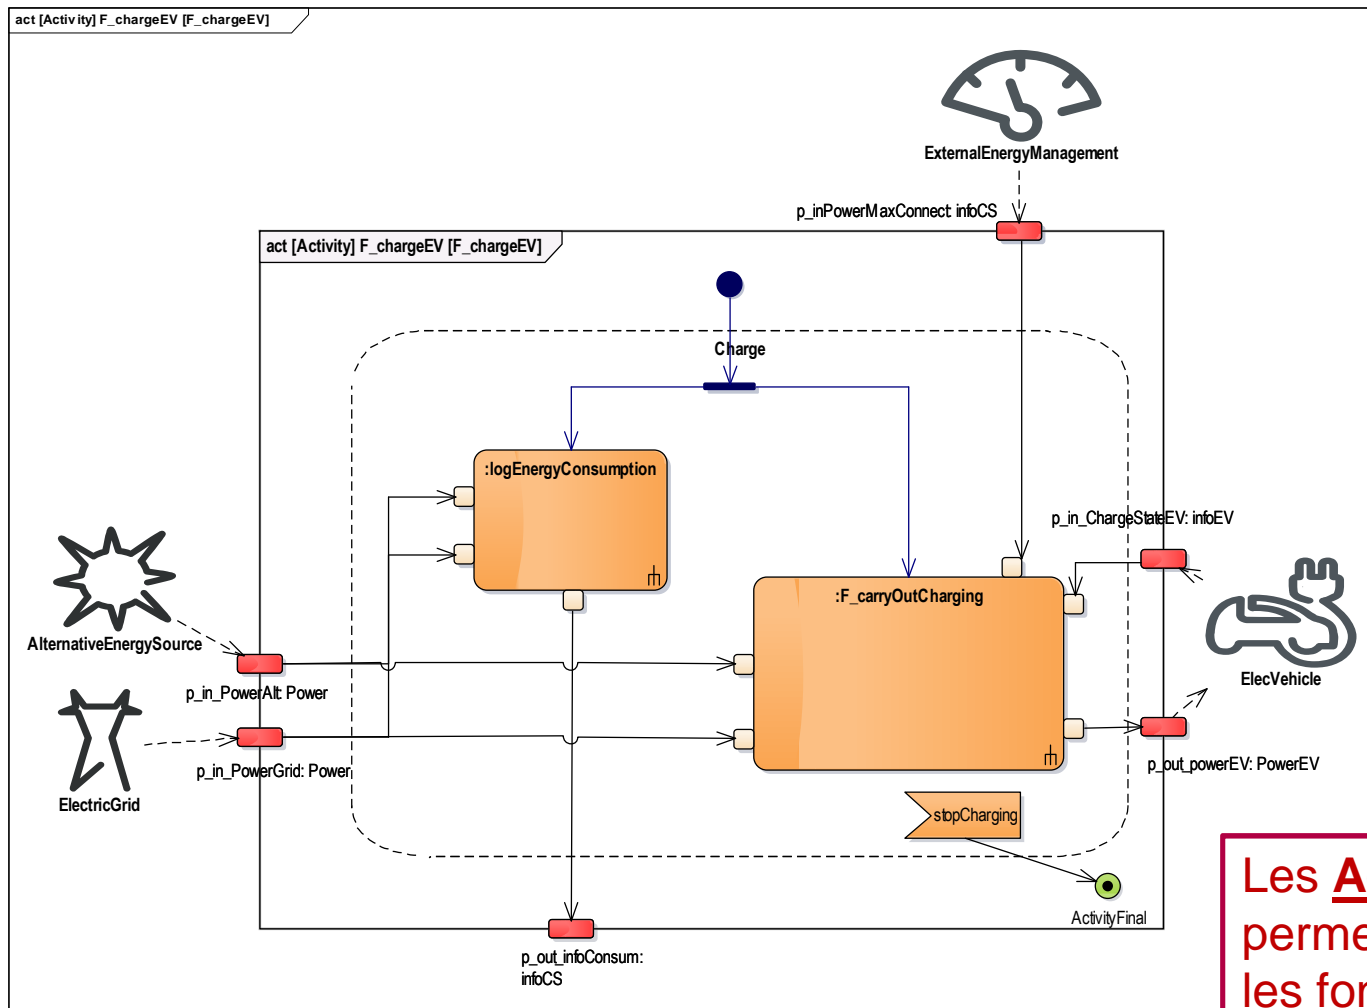 act [Activity] F_chargeEV [F_chargeEV]
ExternalEnergyManagement
p_inPowerMaxConnect: infoCS
act [Activity] F_chargeEV [F_chargeEV]
Charge
:logEnergyConsumption
p_in_ChargeStateEV: infoEV
:F_carryOutCharging
AlternativeEnergySource
ElecVehicle
p_in_PowerAlt: Power
p_in_PowerGrid: Power
p_out_powerEV: PowerEV
ElectricGrid
stopCharging
ActivityFinal
p_out_infoConsum:
infoCS
Les A
perme
les for